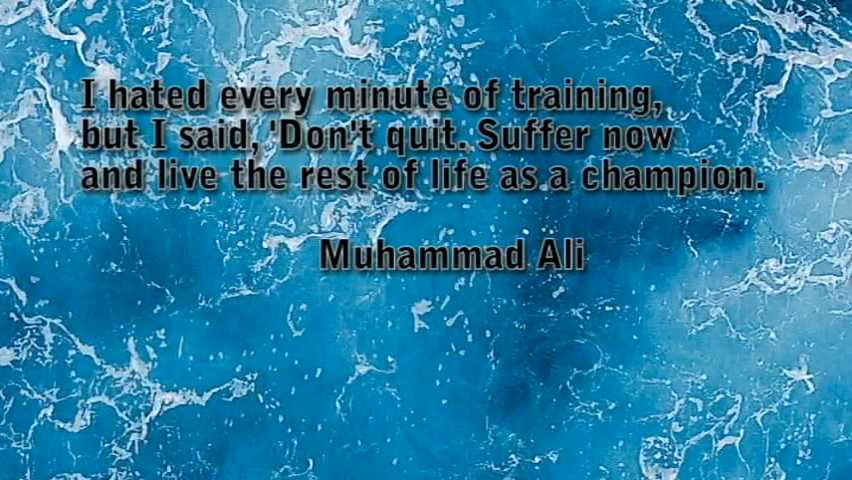 I hated every minute of training,
but I said, 'Don't quit. Suffer now
and live the rest of life as a champion.
Muhammad Ali